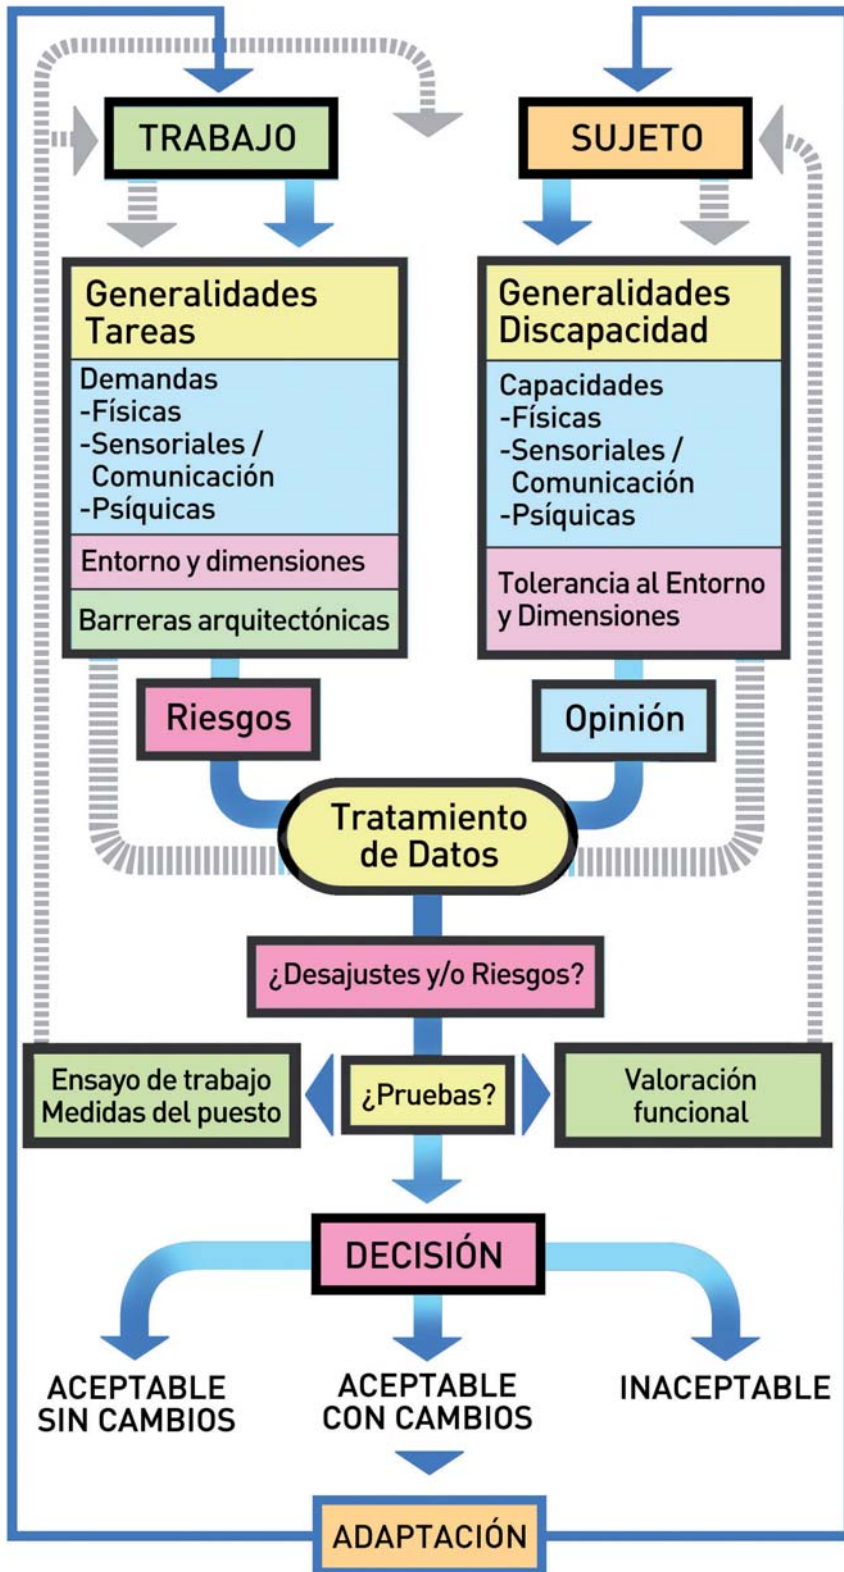 TRABAJO
SUJETO
Generalidades
Tareas
Demandas
-Físicas
-Sensoriales /
Comunicación
-Psíquicas
Entorno y dimensiones
Barreras arquitectónicas
Generalidades
Discapacidad
Capacidades
-Físicas
-Sensoriales /
Comunicación
-Psíquicas
Tolerancia al Entorno
y Dimensiones
Riesgos
Opinión
Tratamiento
de Datos
¿Desajustes y/o Riesgos?
Ensayo de trabajo
Medidas del puesto
¿Pruebas?
Valoración
funcional
DECISIÓN
ACEPTABLE
SIN CAMBIOS
ACEPTABLE
CON CAMBIOS
INACEPTABLE
ADAPTACIÓN